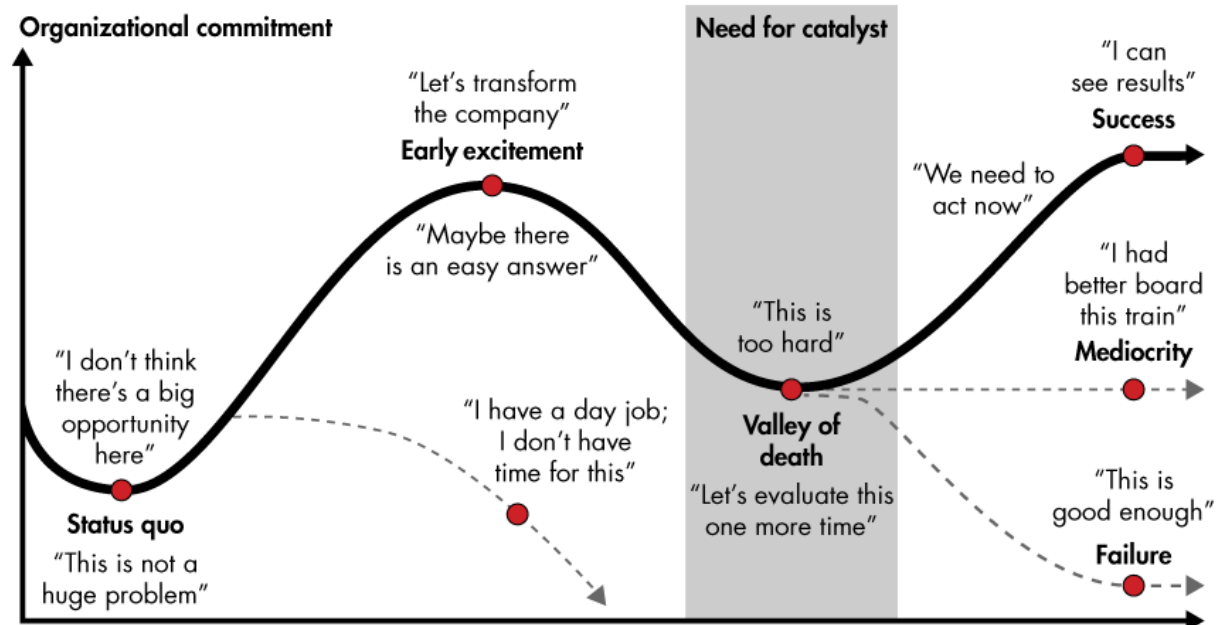 Organizational commitment
Need for catalyst
“Let’s transform
the company”
Early excitement
“Maybe there
is an easy answer”
“I can
see results”
Success
“We need to
act now”
“I don’t think
there’s a big
opportunity
here”
Status quo
“This is not a
huge problem”
“I have a day job;
I don’t have
time for this”
“This is
too hard”
Valley of
death
“Let’s evaluate this
one more time”
“I had
better board
this train”
Mediocrity
“This is
good enough”
Failure